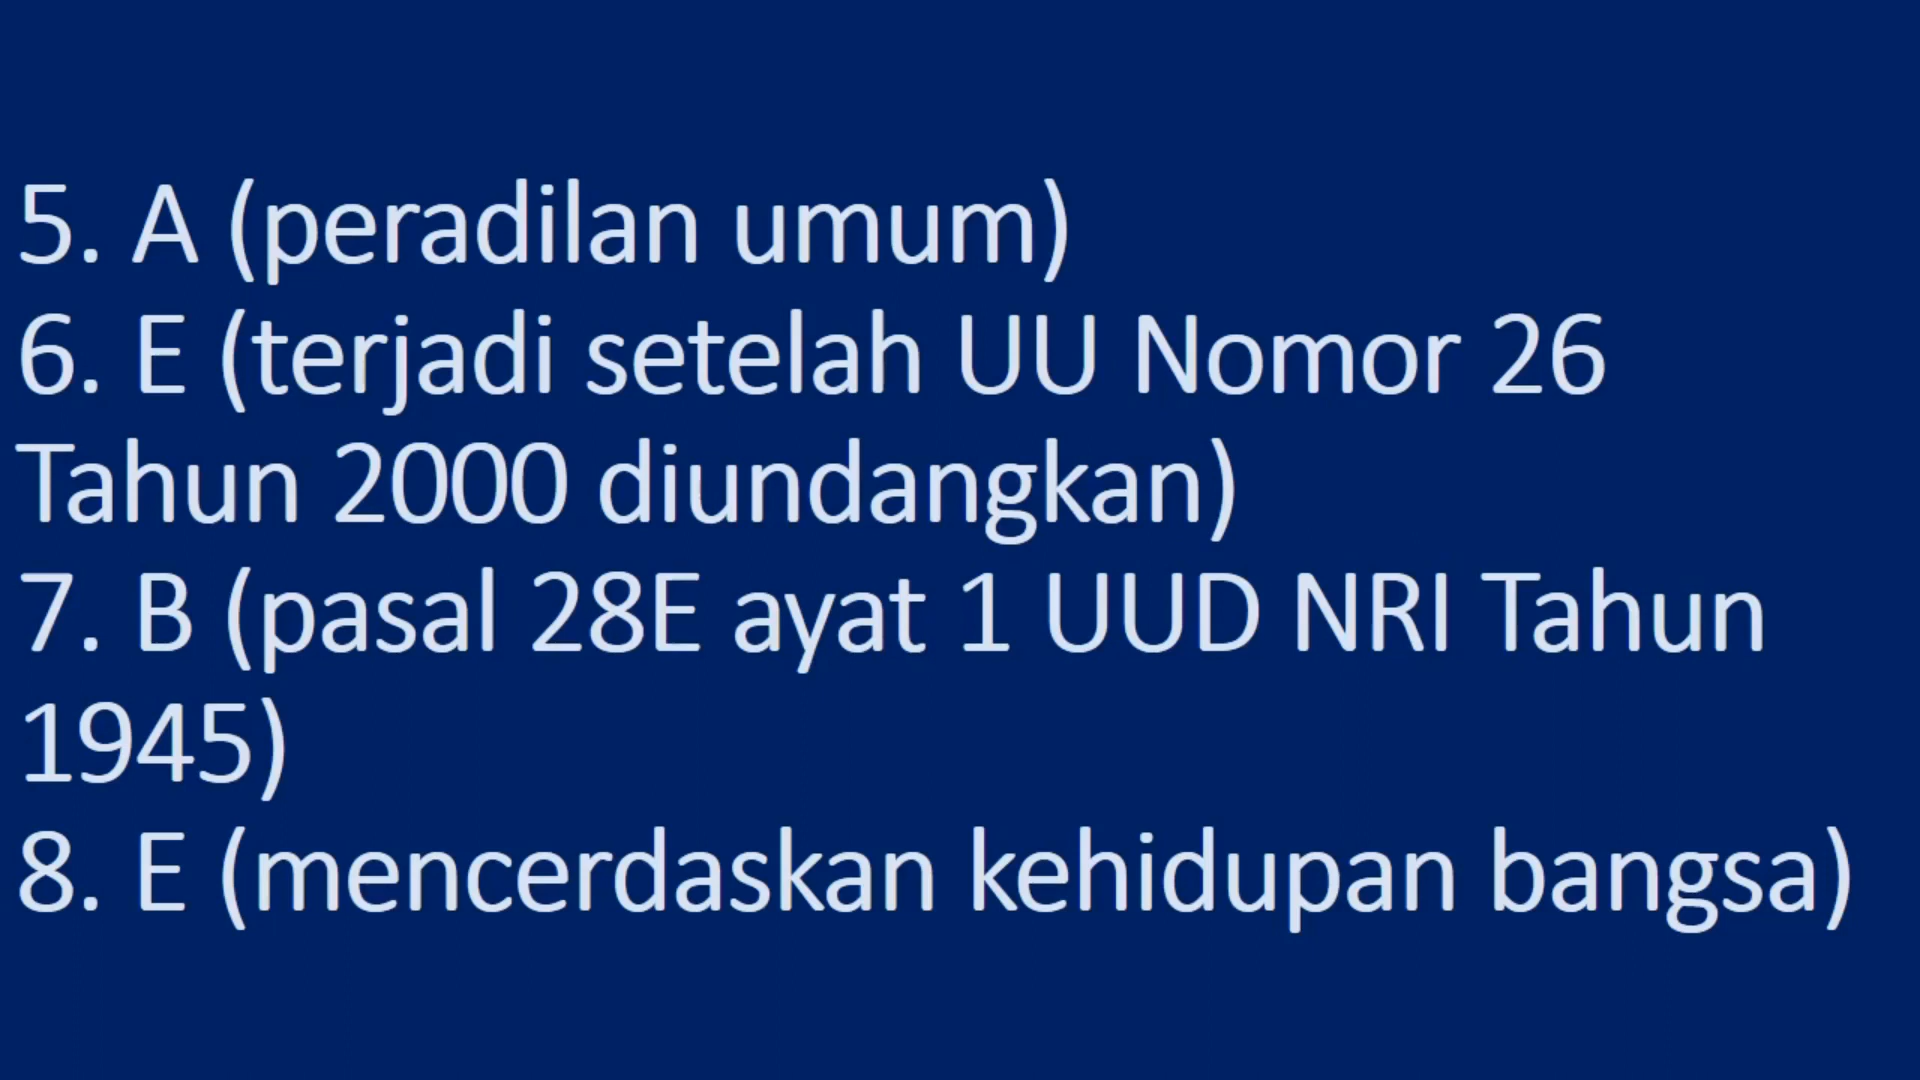 5. A (peradilan umum)
6. E (terjadi setelah UU Nomor 26
Tahun 2000 diundangkan)
7. B (pasal 28E ayat 1 UUD NRI Tahun
1945)
8. E (mencerdaskan kehidupan bangsa)